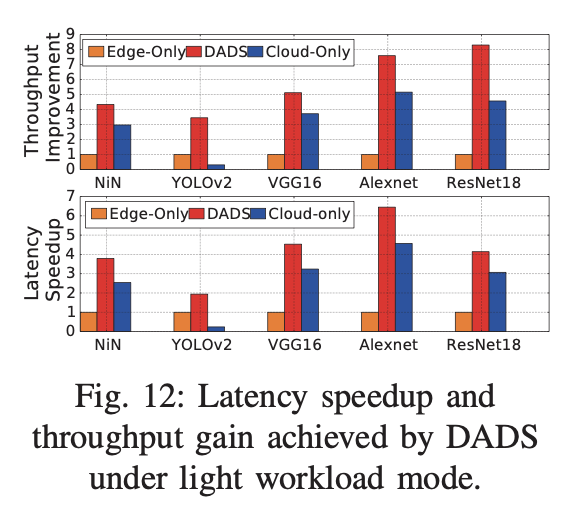 Throughput
Improvement
9
8
7
6
5
4
3
2
1
0
Edge-Only DADS Cloud-Only
NiN YOLOv2 VGG16 Alexnet ResNet18
Latency
Speedup
7
6
5
4
3
2
1
0
Edge-Only DADS Cloud-only
NiN YOLOv2 VGG16 Alexnet ResNet18
Fig. 12: Latency speedup and
throughput gain achieved by DADS
under light workload mode.